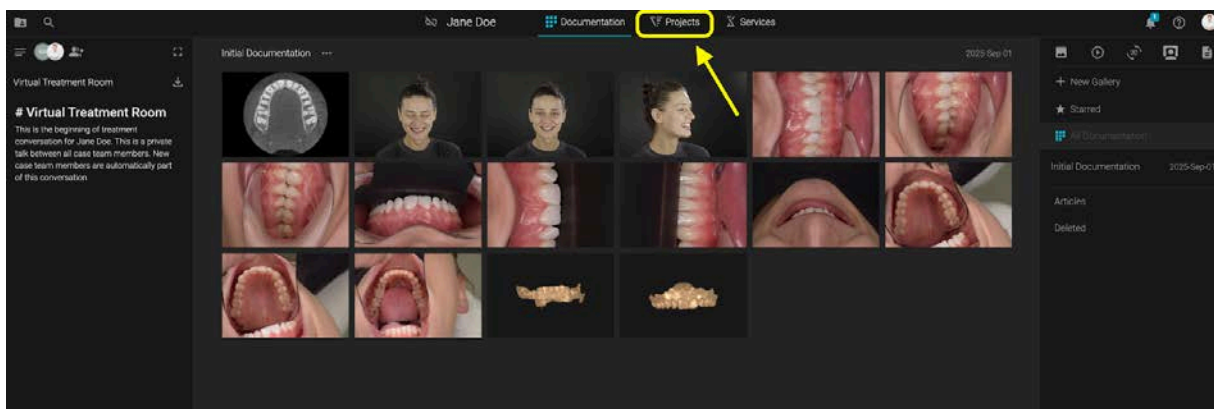 Jane Doe
Documentation
Projects
Services
1
Virtual Treatment Room
# Virtual Treatment Room
This is the beginning of treatment
conversation for Jane Doe. This is a private
talk between all case team members. New
case team members are automatically part
of this conversation
Initial Documentation ...
2025-Sep-01
+ New Gallery
Starred
All Documentation
Initial Documentation 2025-Sep-01
Articles
Deleted